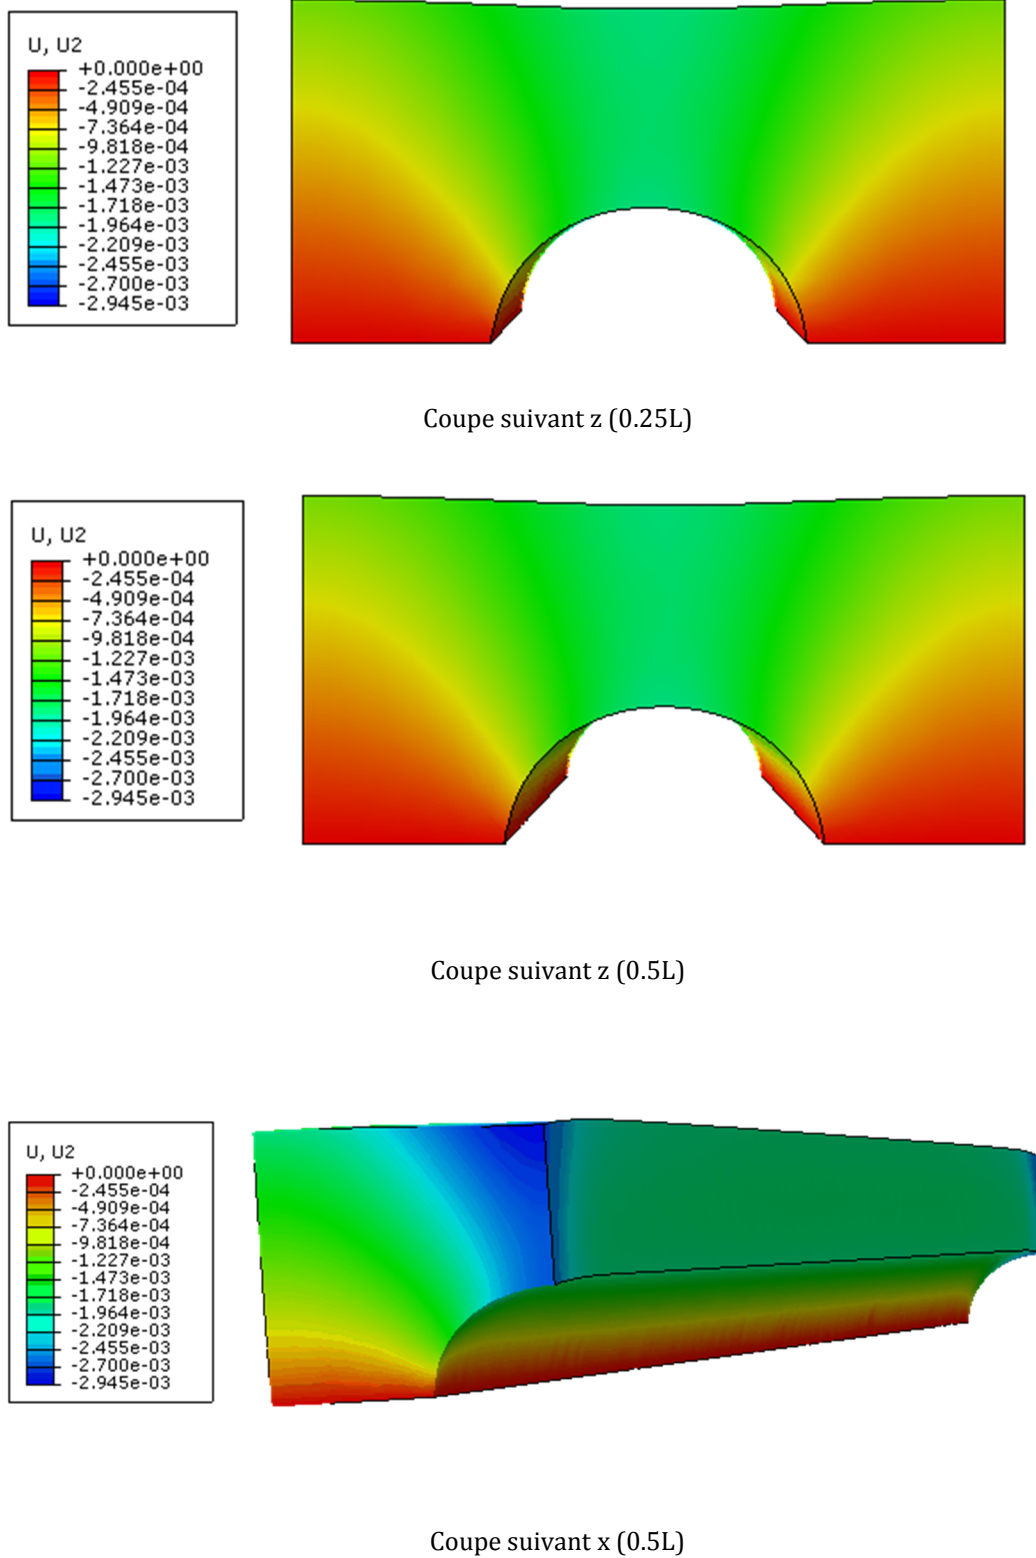 U, U2
+0.000e+00
-2.455e-04
-4.909e-04
-7.364e-04
-9.818e-04
-1.227e-03
-1.473e-03
-1.718e-03
-1.964e-03
-2.209e-03
-2.455e-03
-2.700e-03
-2.945e-03
Coupe suivant z (0.25L)
U, U2
+0.000e+00
-2.455e-04
-4.909e-04
-7.364e-04
-9.818e-04
-1.227e-03
-1.473e-03
-1.718e-03
-1.964e-03
-2.209e-03
-2.455e-03
-2.700e-03
-2.945e-03
Coupe suivant z (0.5L)
U, U2
+0.000e+00
-2.455e-04
-4.909e-04
-7.364e-04
-9.818e-04
-1.227e-03
-1.473e-03
-1.718e-03
-1.964e-03
-2.209e-03
-2.455e-03
-2.700e-03
-2.945e-03
Coupe suivant x (0.5L)